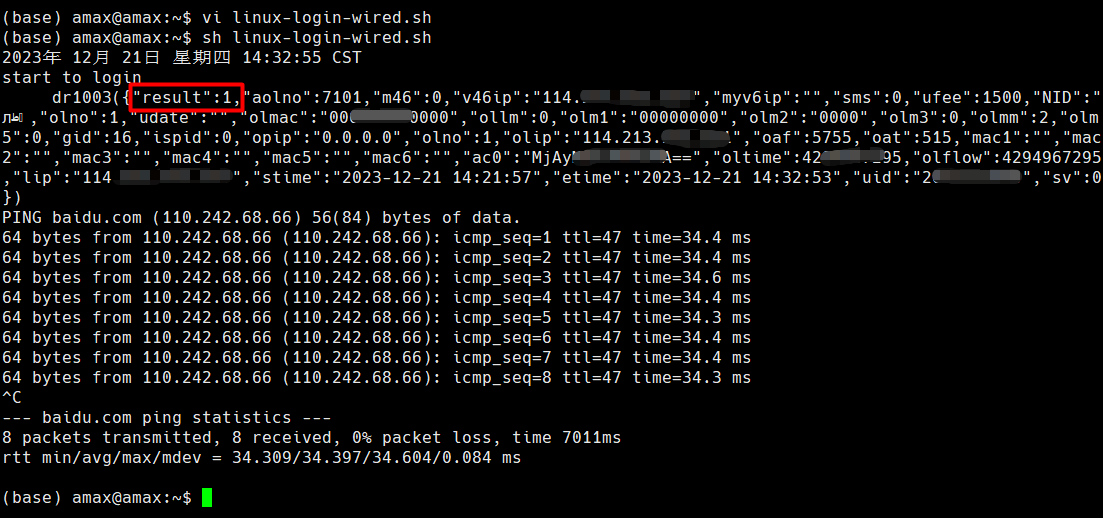 (base) amax@amax:~$ vi linux-login-wired.sh
(base) amax@amax:~$ sh linux-login-wired.sh
2023年 12月 21日 星期四 14:32:55 CST
start to login
dr1003({"result":1,"aolno":7101,"m46":0,"v46ip":"114. ","myv6ip":"","sms":0,"ufee":1500,"NID":"
,"olno":1,"udate":"","olmac":"000 0000","ollm":0,"olm1":"00000000","olm2":"0000","olm3":0,"olmm":2,"olm
5":0,"gid":16,"ispid":0,"opip":"0.0.0.0","olno":1,"olip":"114.213. ","oaf":5755,"oat":515,"mac1":"","mac
2":"","mac3":"","mac4":"","mac5":"","mac6":"","ac0":"MjAy A==","oltime":42 95,"olflow":4294967295
,"lip":"114. ","stime":"2023-12-21 14:21:57","etime":"2023-12-21 14:32:53","uid":"2 ","sv":0
})
PING baidu.com (110.242.68.66) 56(84) bytes of data.
64 bytes from 110.242.68.66 (110.242.68.66): icmp_seq=1 ttl=47 time=34.4 ms
64 bytes from 110.242.68.66 (110.242.68.66): icmp_seq=2 ttl=47 time=34.4 ms
64 bytes from 110.242.68.66 (110.242.68.66): icmp_seq=3 ttl=47 time=34.6 ms
64 bytes from 110.242.68.66 (110.242.68.66): icmp_seq=4 ttl=47 time=34.4 ms
64 bytes from 110.242.68.66 (110.242.68.66): icmp_seq=5 ttl=47 time=34.3 ms
64 bytes from 110.242.68.66 (110.242.68.66): icmp_seq=6 ttl=47 time=34.4 ms
64 bytes from 110.242.68.66 (110.242.68.66): icmp_seq=7 ttl=47 time=34.4 ms
64 bytes from 110.242.68.66 (110.242.68.66): icmp_seq=8 ttl=47 time=34.3 ms
^C
--- baidu.com ping statistics ---
8 packets transmitted, 8 received, 0% packet loss, time 7011ms
rtt min/avg/max/mdev = 34.309/34.397/34.604/0.084 ms
(base) amax@amax:~$